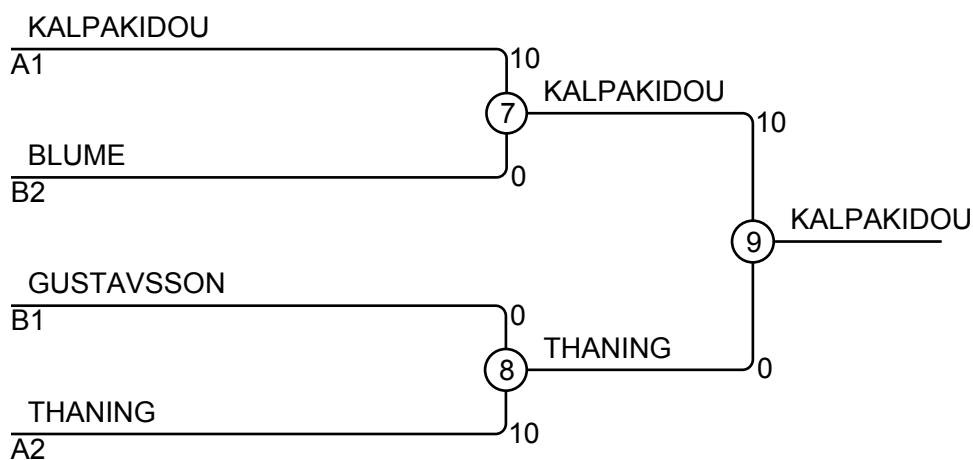 KALPAKIDOU
A1
10
7
KALPAKIDOU
10
BLUME
B2
0
9
KALPAKIDOU
GUSTAVSSON
B1
0
8
THANING
0
THANING
A2
10